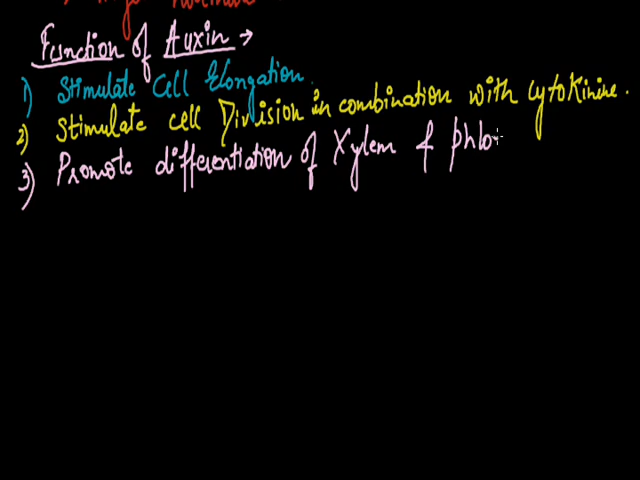 Function of Auxin →
1) Stimulate Cell Elongation.
2) Stimulate cell Division in combination with cytokinine.
3) Promote differentiation of Xylem & phlo